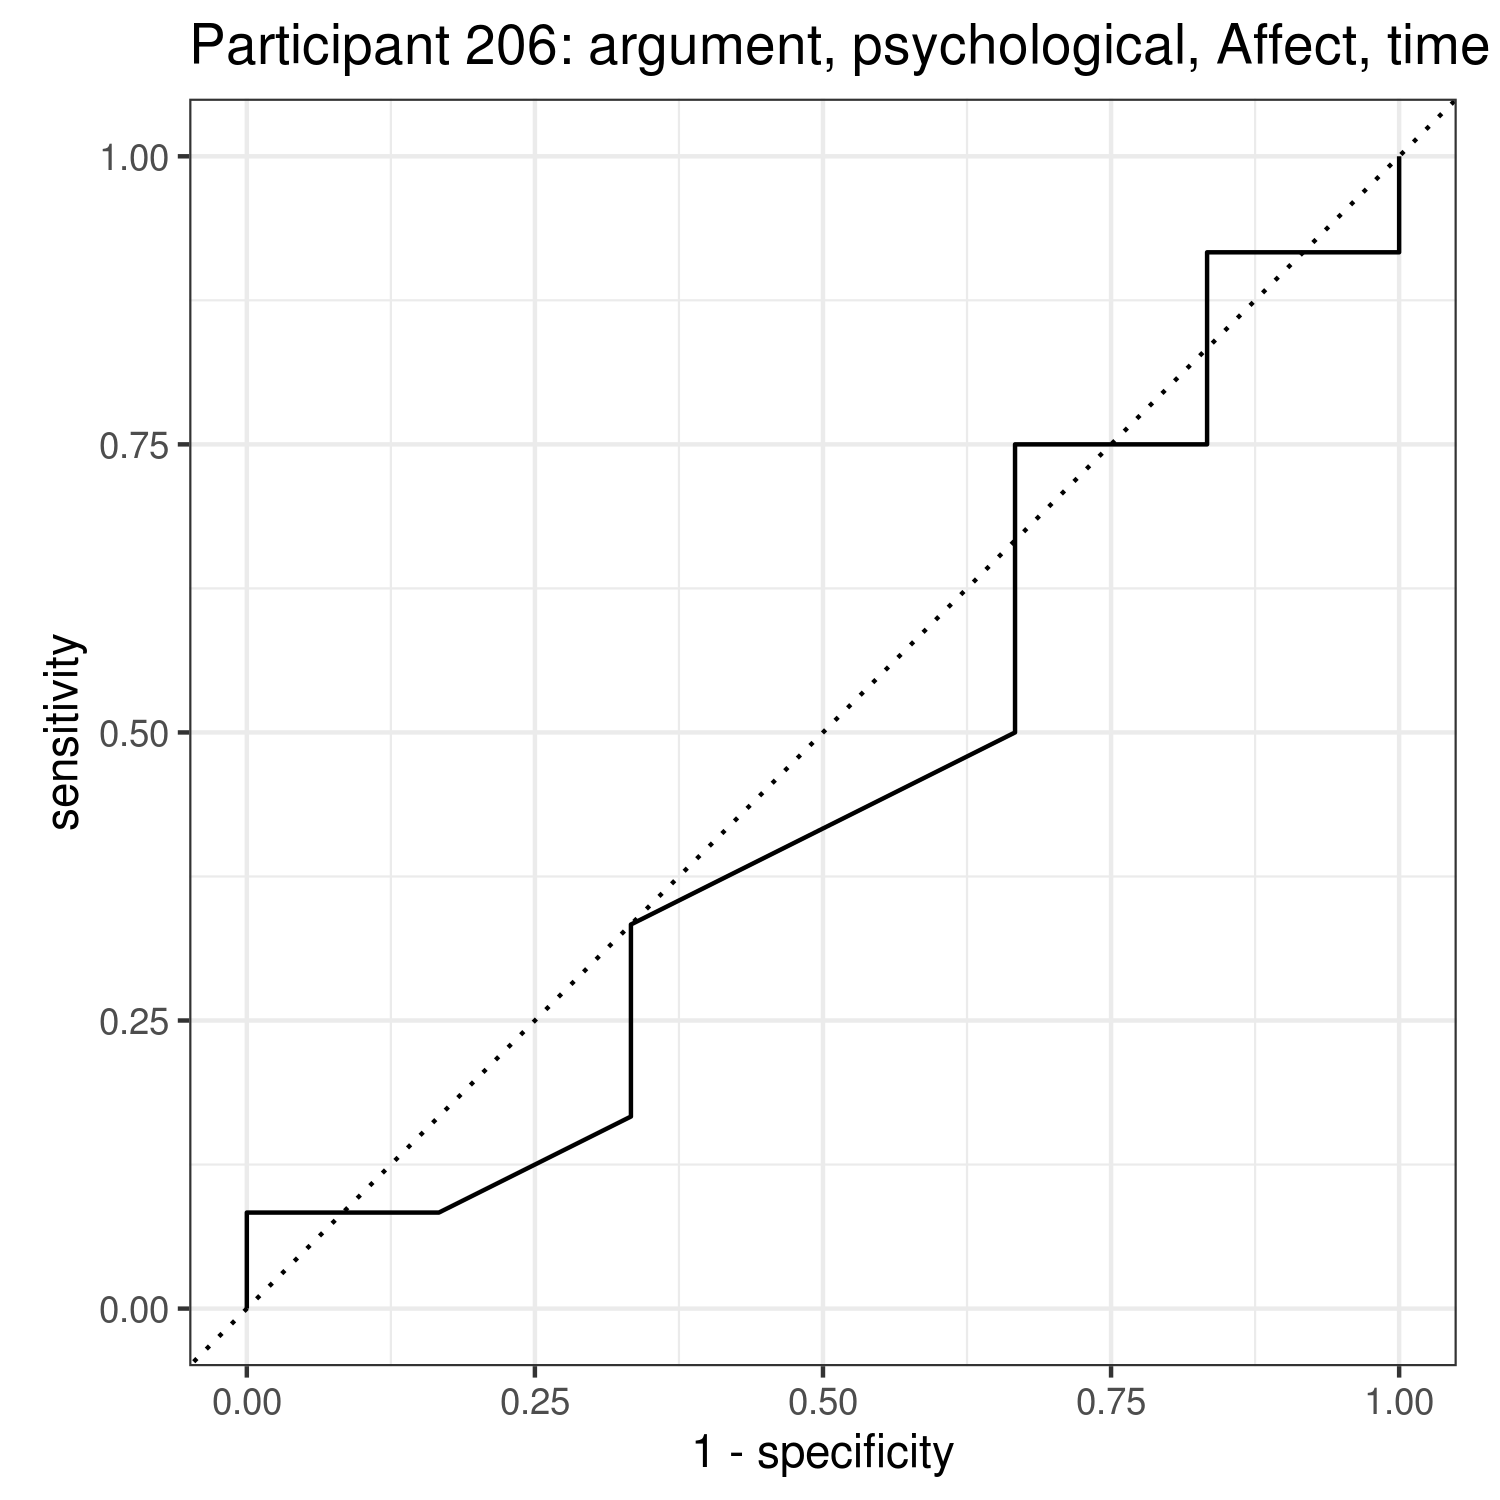 Participant 206: argument, psychological, Affect, time
1.00
0.75
0.50
0.25
0.00
sensitivity
0.00 0.25 0.50 0.75 1.00
1 - specificity